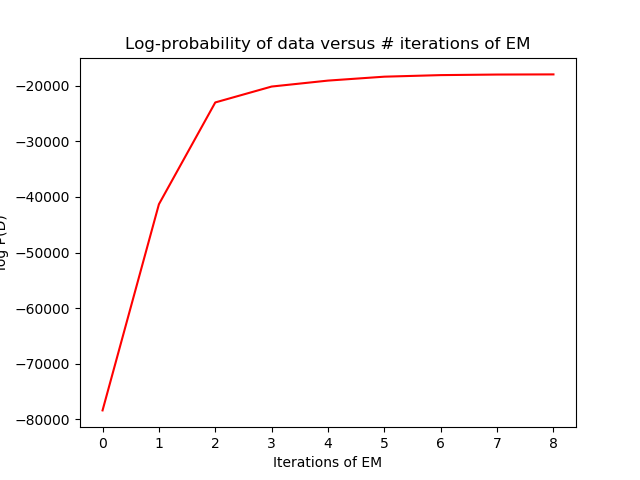 Log-probability of data versus # iterations of EM
log P(D)
−20000
−30000
−40000
−50000
−60000
−70000
−80000
0 1 2 3 4 5 6 7 8
Iterations of EM